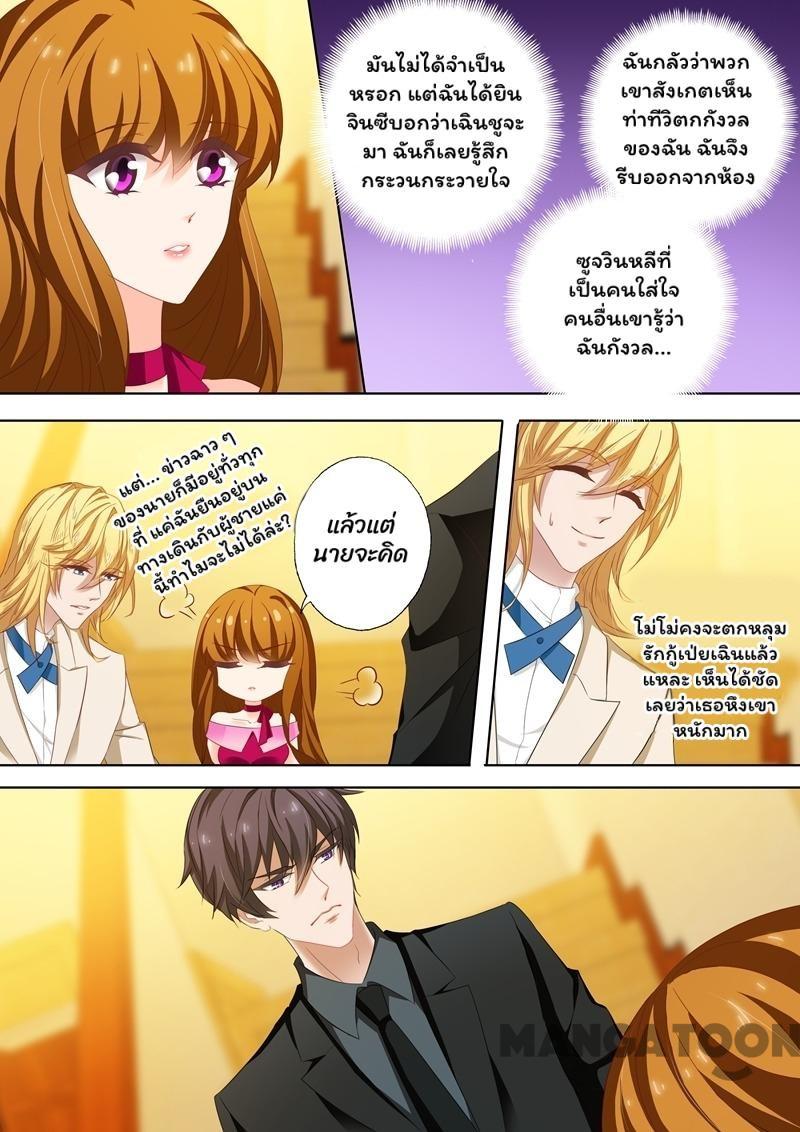 มันไม่ได้จำเป็น
หรอก แต่ฉันได้ยิน
จินซีบอกว่าเฉินชูจะ
มา ฉันก็เลยรู้สึก
กระวนกระวายใจ
ฉันกลัวว่าพวก
เขาสังเกตเห็น
ท่าทีวิตกกังวล
ของฉัน ฉันจึง
รีบออกจากห้อง
ซูจวินหลีที่
เป็นคนใส่ใจ
คนอื่นเขารู้ว่า
ฉันกังวล...
แต่... ข่าวฉาว ๆ
ของนายก็มีอยู่ทั่วทุก
ที่ แค่ฉันยืนอยู่บน
ทางเดินกับผู้ชายแค่
นี้ทำไมจะไม่ได้ล่ะ?
แล้วแต่
นายจะคิด
โม่โม่คงจะตกหลุม
รักกู้เป่ยเฉินแล้ว
แหละ เห็นได้ชัด
เลยว่าเธอหึงเขา
หนักมาก
MANGATOON